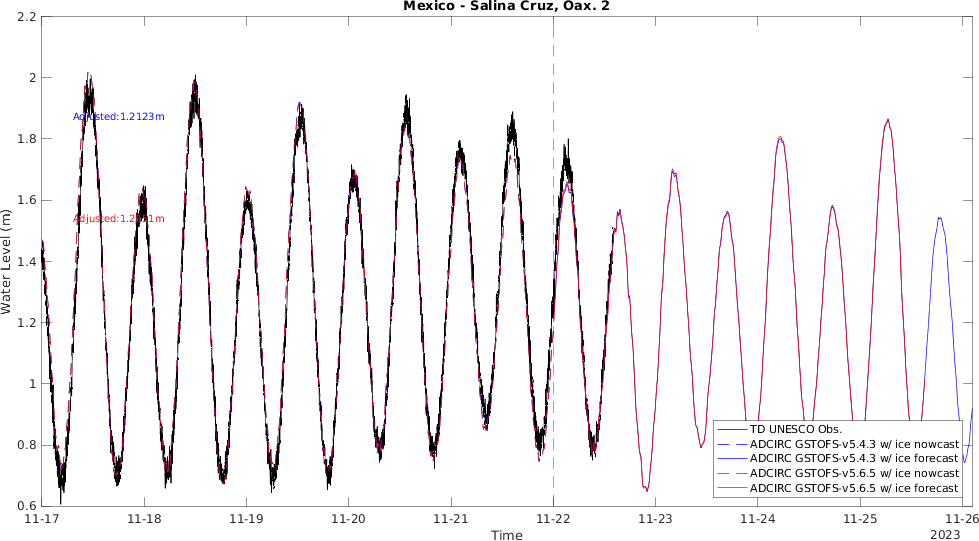 Mexico - Salina Cruz, Oax. 2
2.2
2
1.8
1.6
1.4
1.2
1
0.8
0.6
Water Level (m)
Adjusted:1.2123m
11-17
11-18
11-19
11-20
11-21
11-22
11-23
11-24
11-25
11-26
2023
Time
TD UNESCO Obs.
ADCIRC GSTOFS-v5.4.3 w/ ice nowcast
ADCIRC GSTOFS-v5.4.3 w/ ice forecast
ADCIRC GSTOFS-v5.6.5 w/ ice nowcast
ADCIRC GSTOFS-v5.6.5 w/ ice forecast